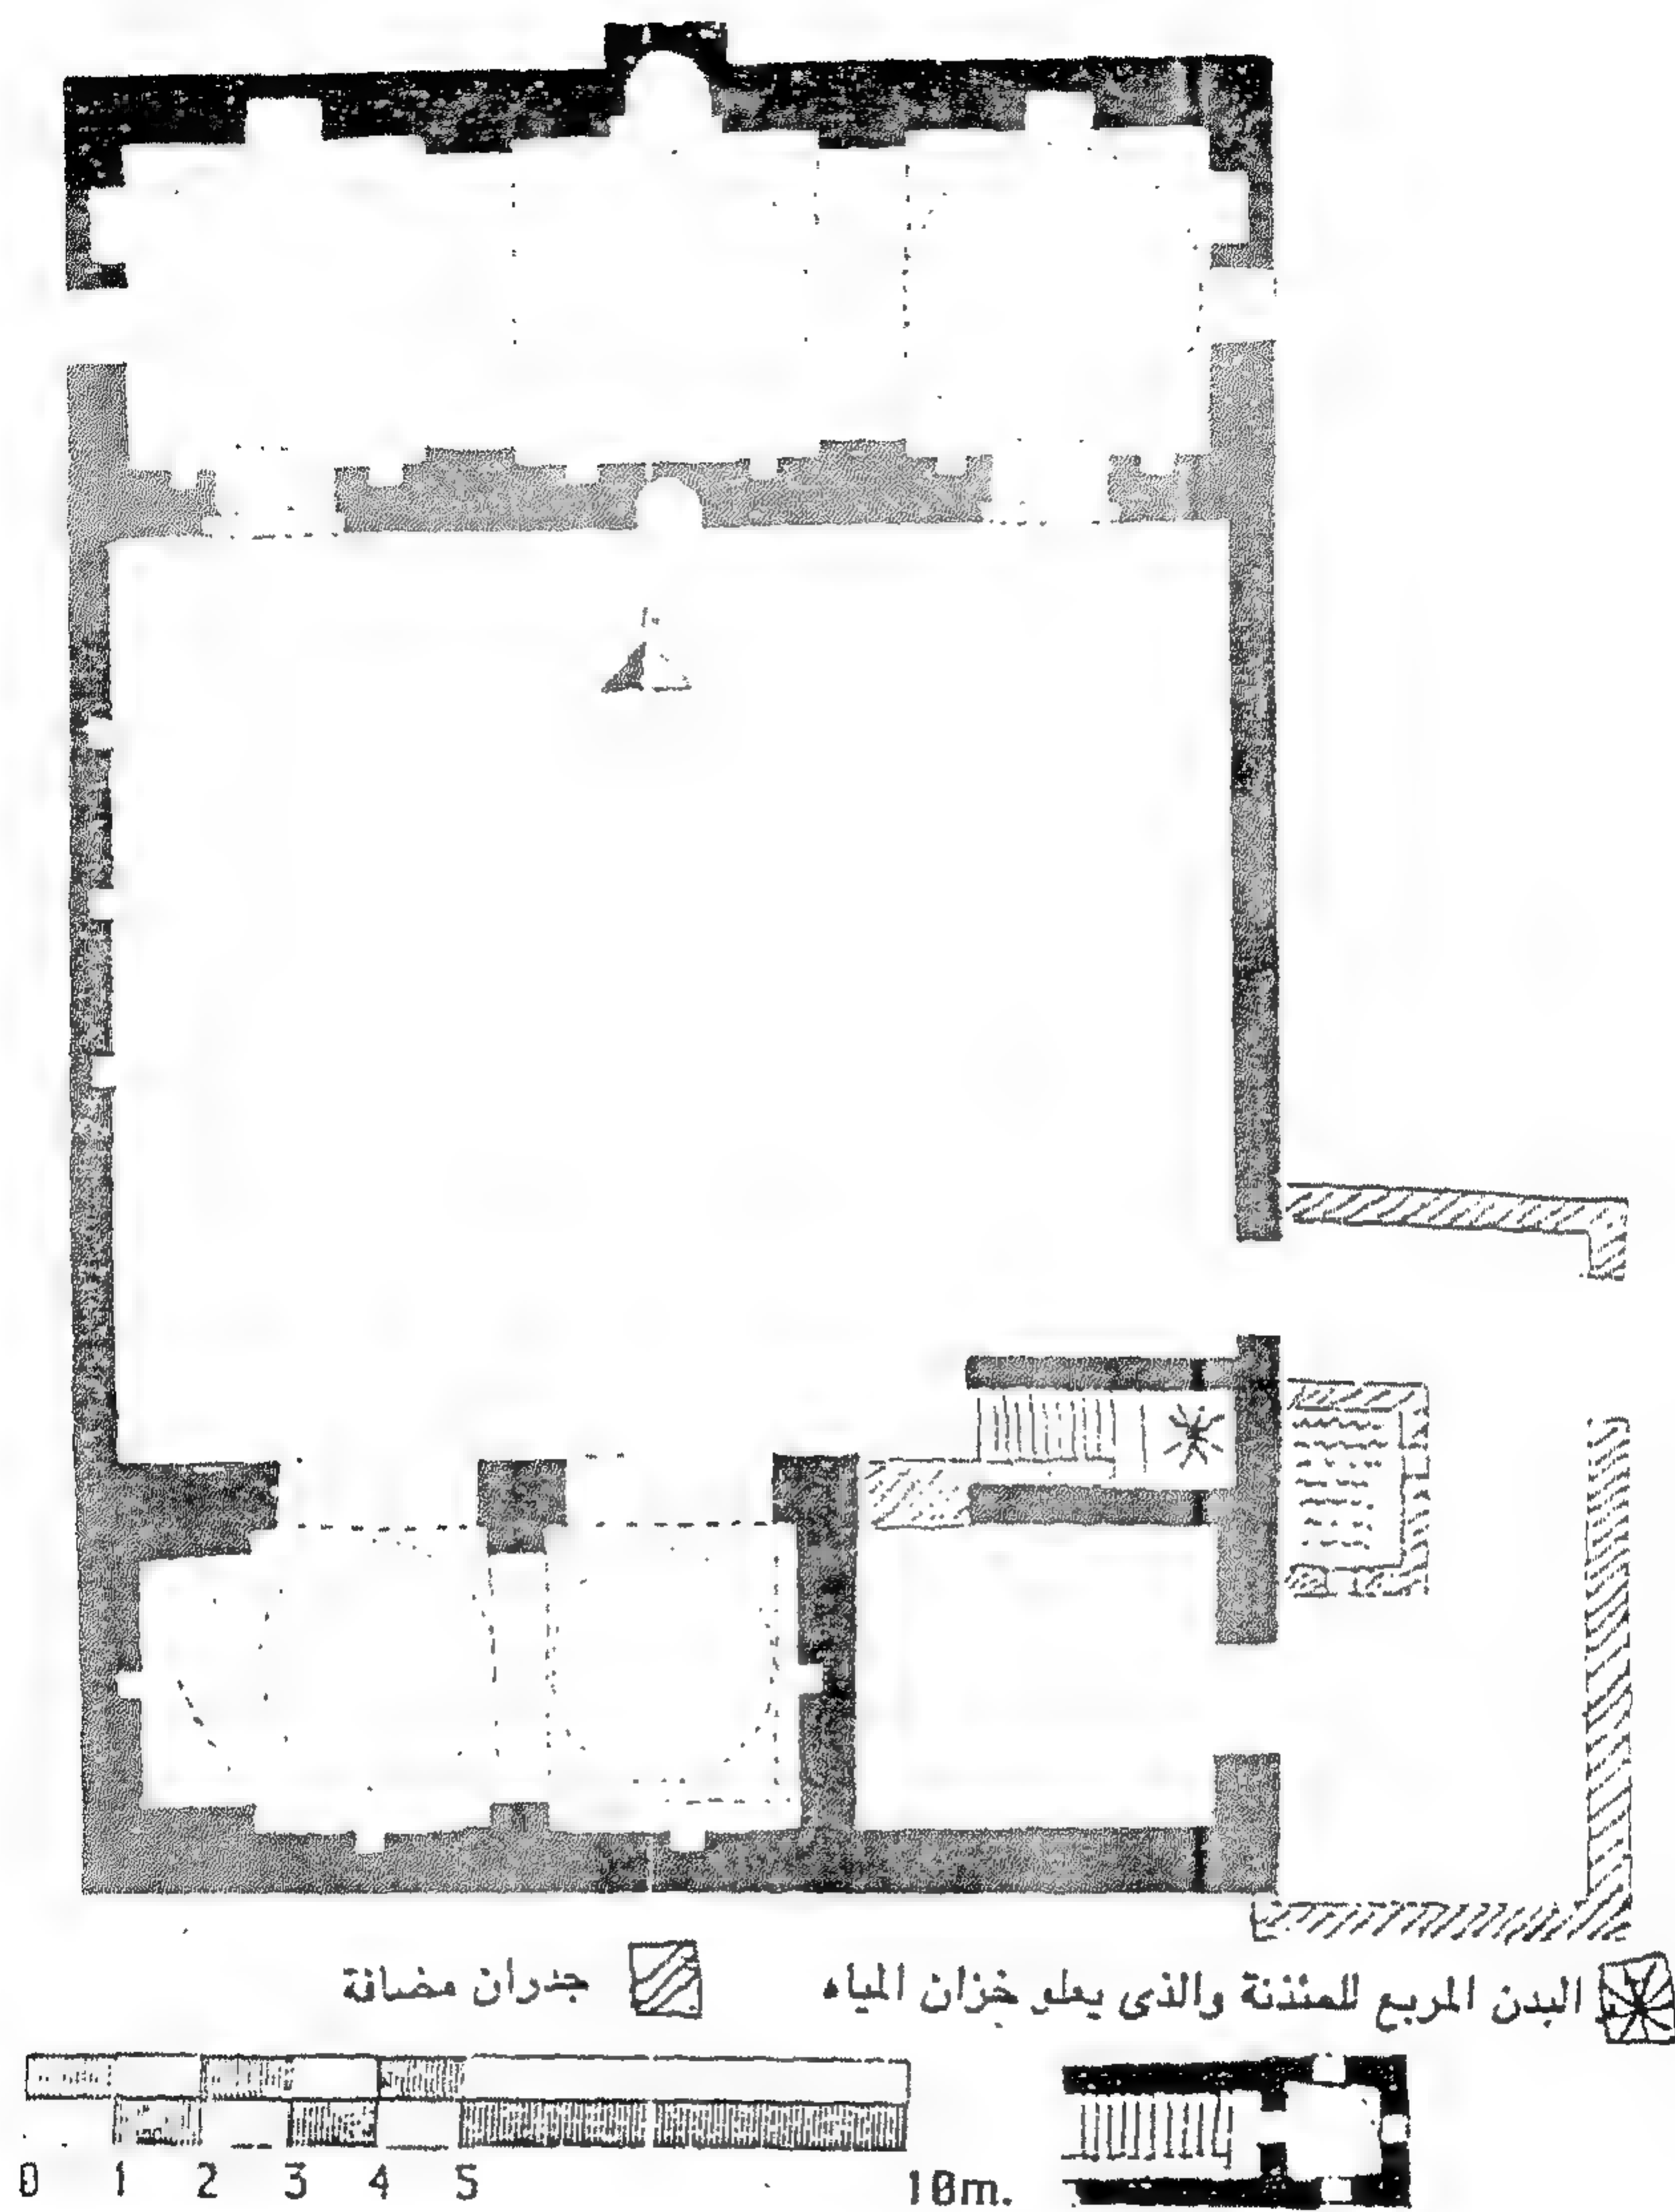 البدن المربع للمئذنة والذى يعلو خزان المياه
جدران مضافة
0 1 2 3 4 5 10m.